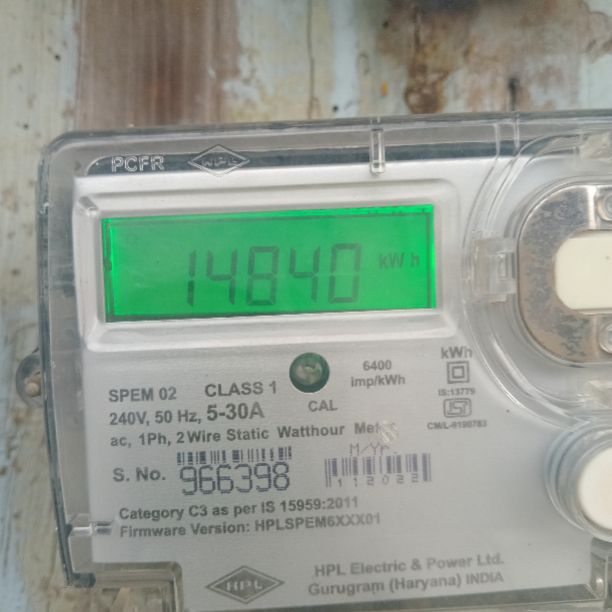 PCFR HPL
14840 kWh
6400
imp/kWh
kWh
IS:13779
CM/L-9190783
SPEM 02 CLASS 1
CAL
240V, 50 Hz, 5-30A
ac, 1Ph, 2 Wire Static Watthour Meter
M/Yr.
S. No. 966398
112022
Category C3 as per IS 15959:2011
Firmware Version: HPLSPEM6XXX01
HPL
HPL Electric & Power Ltd.
Gurugram (Haryana) INDIA